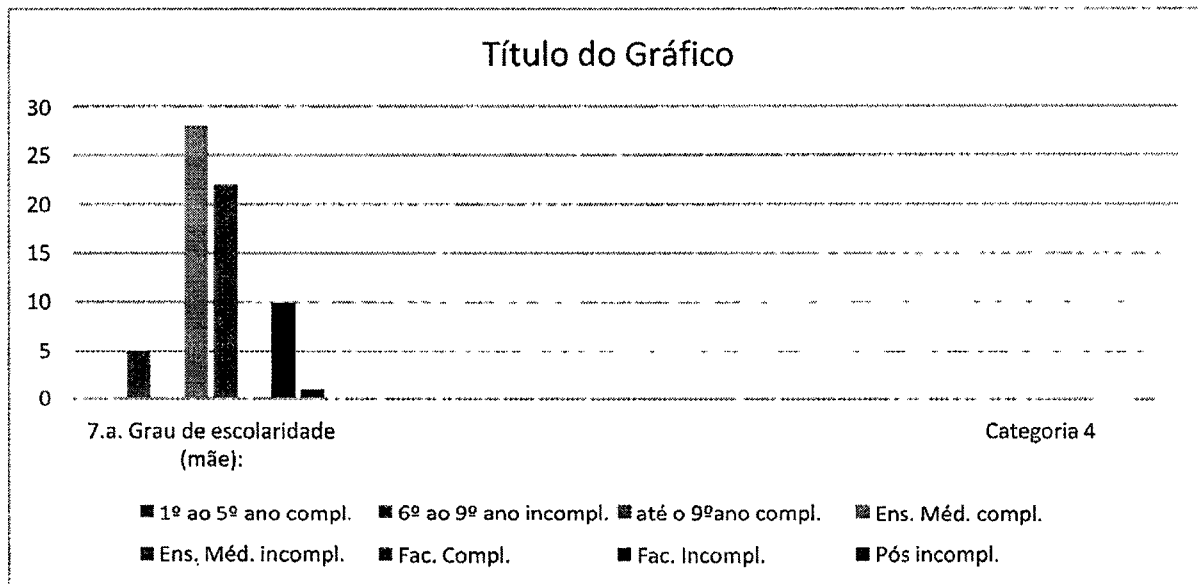 Título do Gráfico
30
25
20
15
10
5
0
7.a. Grau de escolaridade
(mãe):
Categoria 4
1º ao 5º ano compl.
6º ao 9º ano incompl.
até o 9ºano compl.
Ens. Méd. compl.
Ens. Méd. incompl.
Fac. Compl.
Fac. Incompl.
Pós incompl.